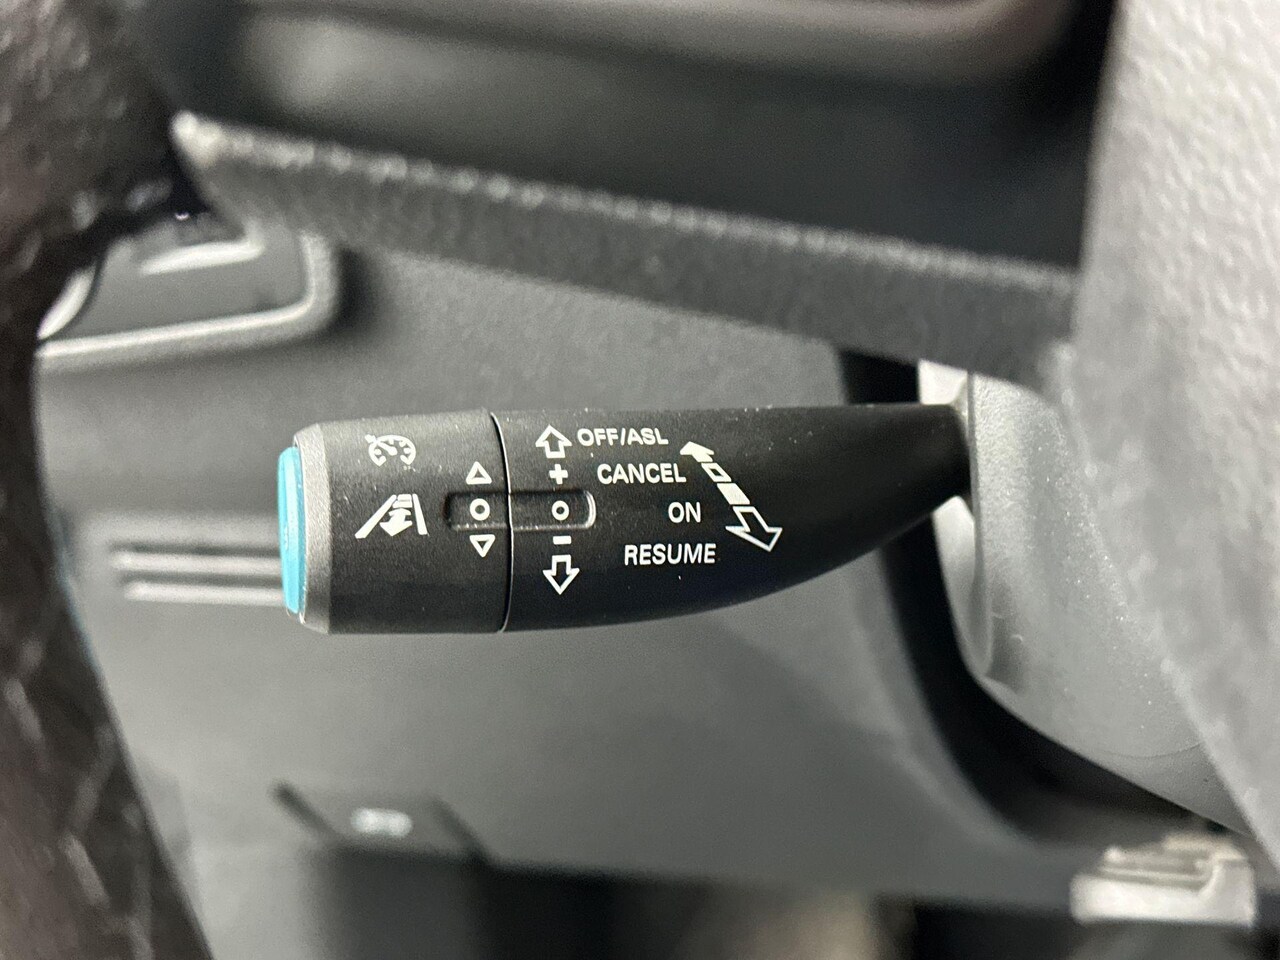 OFF/ASL
+
CANCEL
ON
-
RESUME